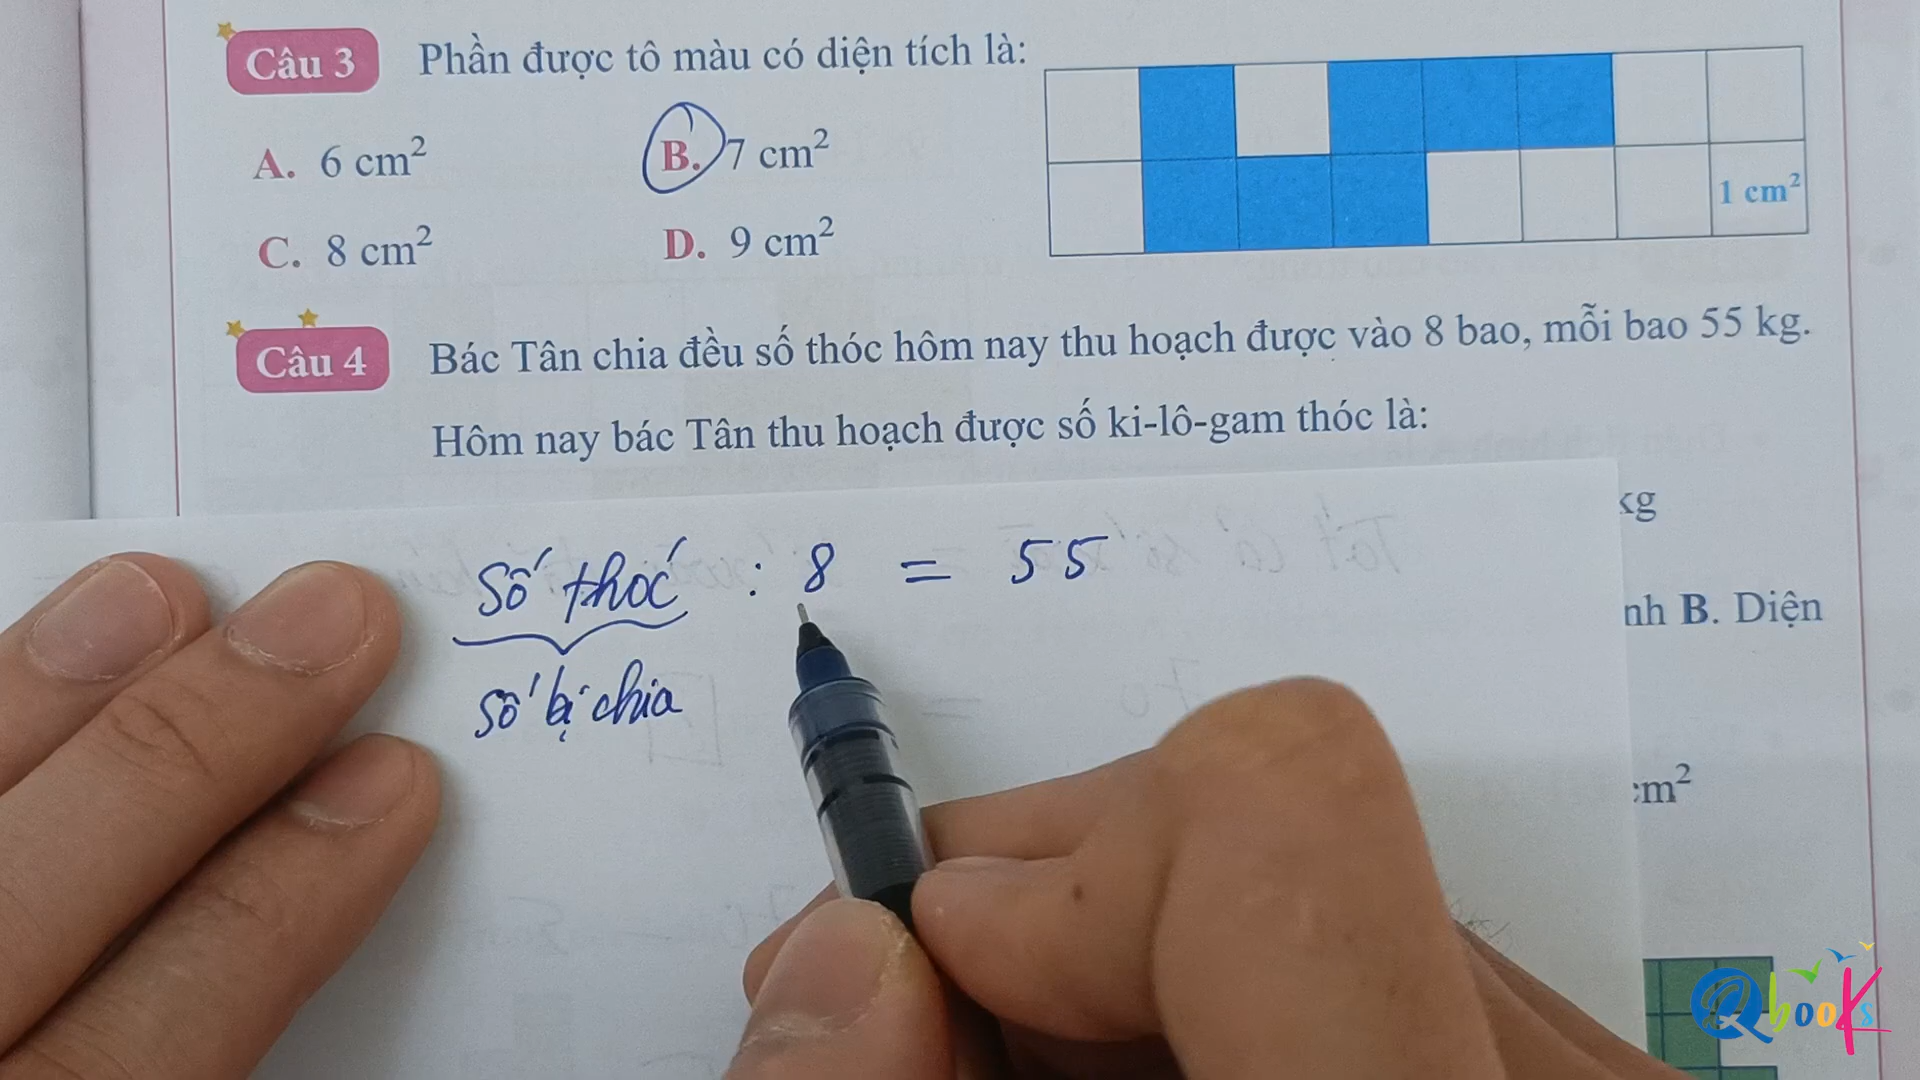 Câu 3 Phần được tô màu có diện tích là:
A. 6 cm² B. 7 cm²
C. 8 cm² D. 9 cm²
1 cm²
Câu 4 Bác Tân chia đều số thóc hôm nay thu hoạch được vào 8 bao, mỗi bao 55 kg.
Hôm nay bác Tân thu hoạch được số ki-lô-gam thóc là:
kg
Số thóc : 8 = 55
nh B. Diện
Số bị chia
cm²
Qbooks